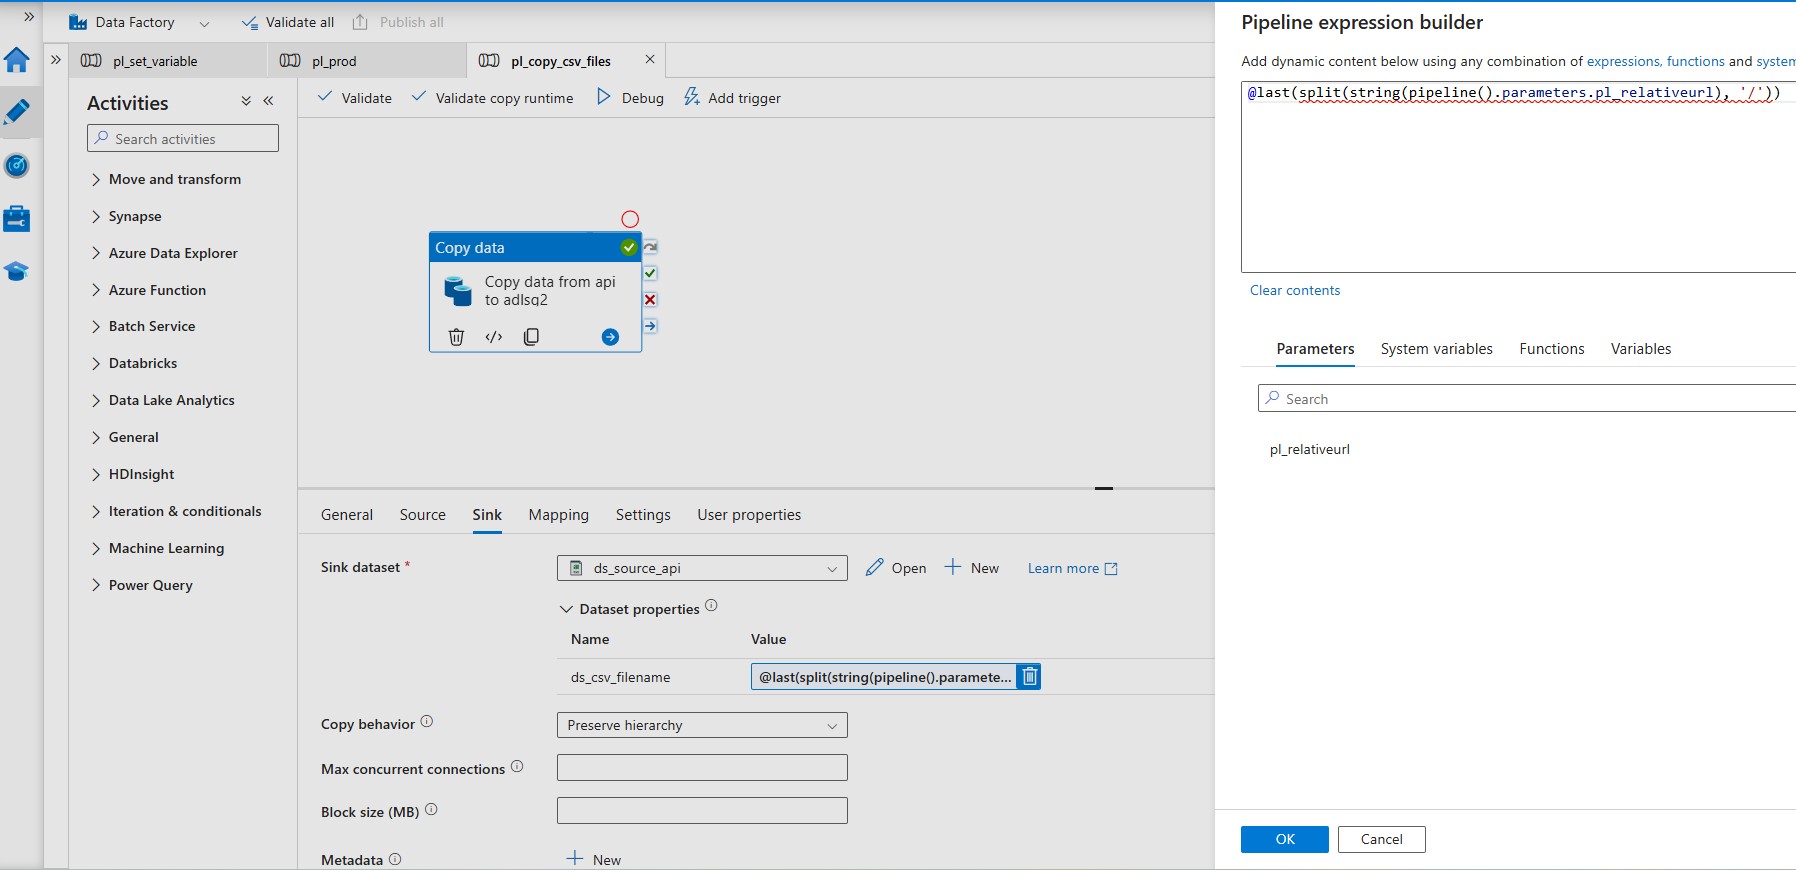 Data Factory
Validate all
Publish all
pl_set_variable
pl_prod
pl_copy_csv_files
Activities
Search activities
Move and transform
Synapse
Azure Data Explorer
Azure Function
Batch Service
Databricks
Data Lake Analytics
General
HDInsight
Iteration & conditionals
Machine Learning
Power Query
Validate
Validate copy runtime
Debug
Add trigger
Copy data
Copy data from api
to adlsg2
General
Source
Sink
Mapping
Settings
User properties
Sink dataset *
ds_source_api
Open
New
Learn more
Dataset properties
Name
Value
ds_csv_filename
@last(split(string(pipeline().paramete...
Copy behavior
Preserve hierarchy
Max concurrent connections
Block size (MB)
Metadata
New
Pipeline expression builder
Add dynamic content below using any combination of expressions, functions and system
@last(split(string(pipeline().parameters.pl_relativeurl), '/'))
Clear contents
Parameters
System variables
Functions
Variables
Search
pl_relativeurl
OK
Cancel